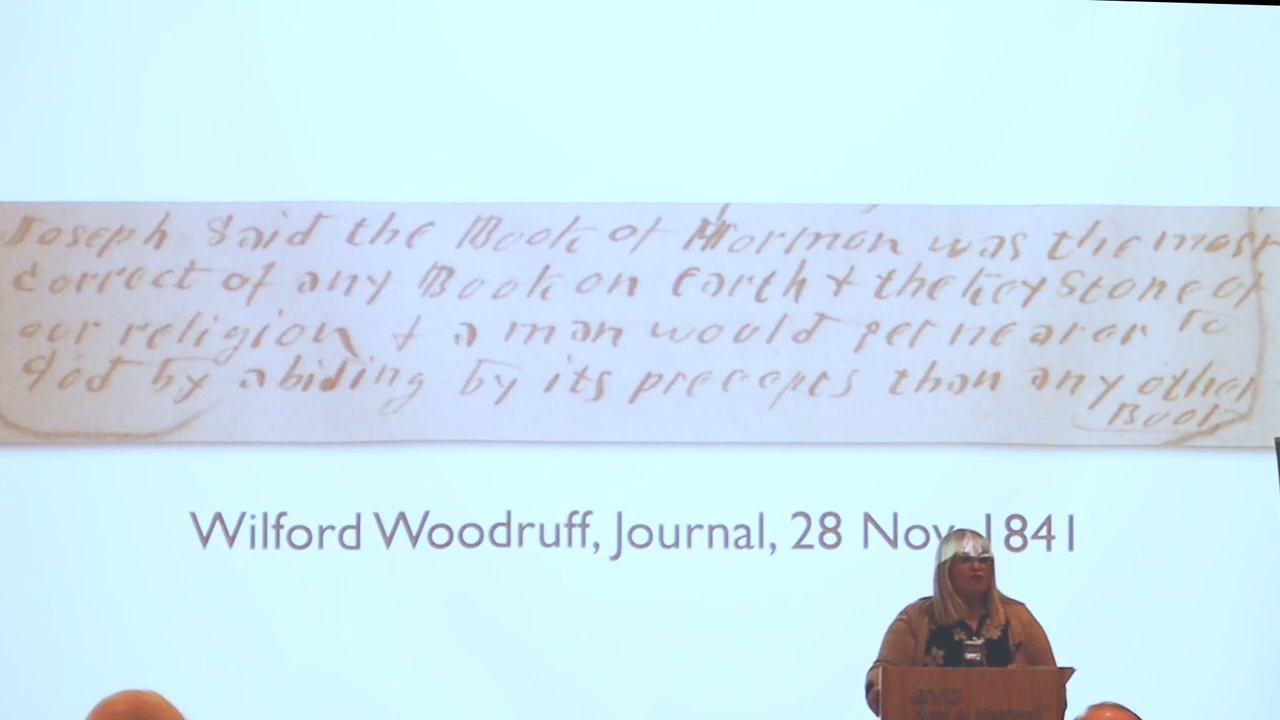 Joseph Said the Book of Mormon was the most
correct of any Book on Earth & the key Stone of
our religion & a man would get nearer to
God by abiding by its precepts than any other
Book
Wilford Woodruff, Journal, 28 Nov 1841